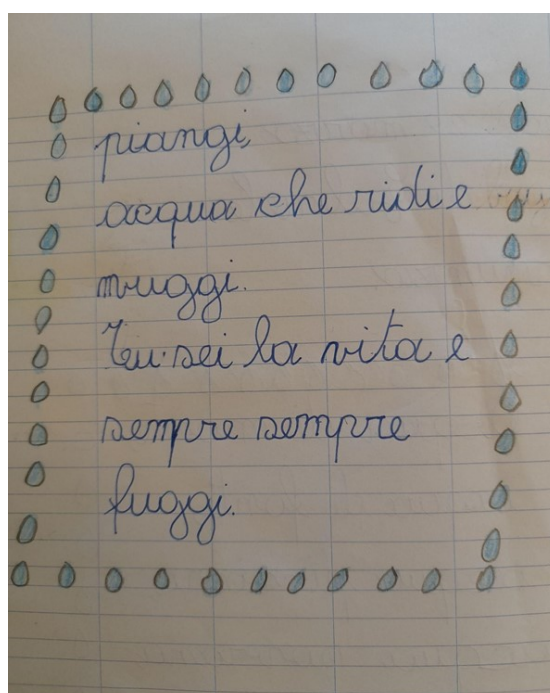 piangi,
acqua che ridi e
muggi.
Tu sei la vita e
sempre sempre
fuggi.